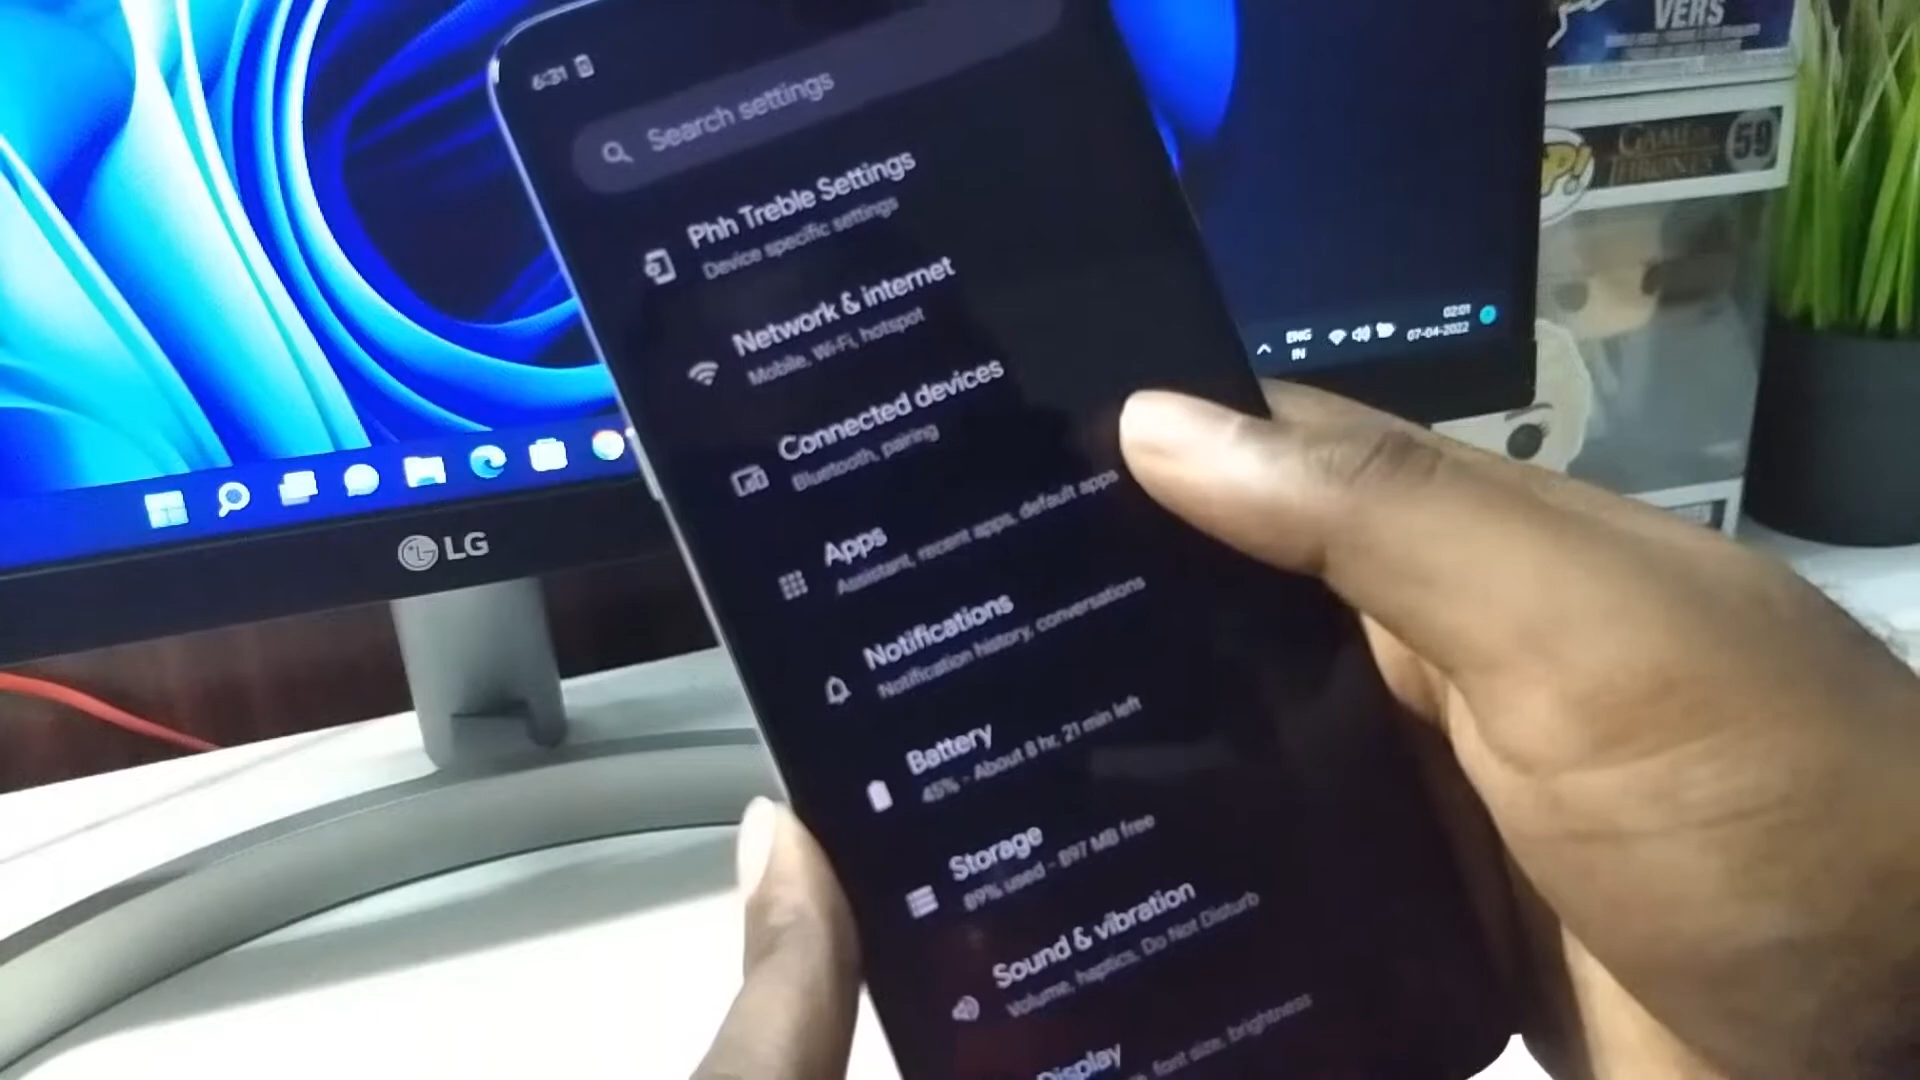 6:31
Search settings
Phh Treble Settings
Device specific settings
Network & internet
Mobile, Wi-Fi, hotspot
Connected devices
Bluetooth, pairing
Apps
Assistant, recent apps, default apps
Notifications
Notification history, conversations
Battery
45% - About 8 hr, 21 min left
Storage
89% used - 897 MB free
Sound & vibration
Volume, haptics, Do Not Disturb
Display
font size, brightness
LG
ENG
IN
02:01
07-04-2022
VERS
P!
GAME OF
THRONES
59